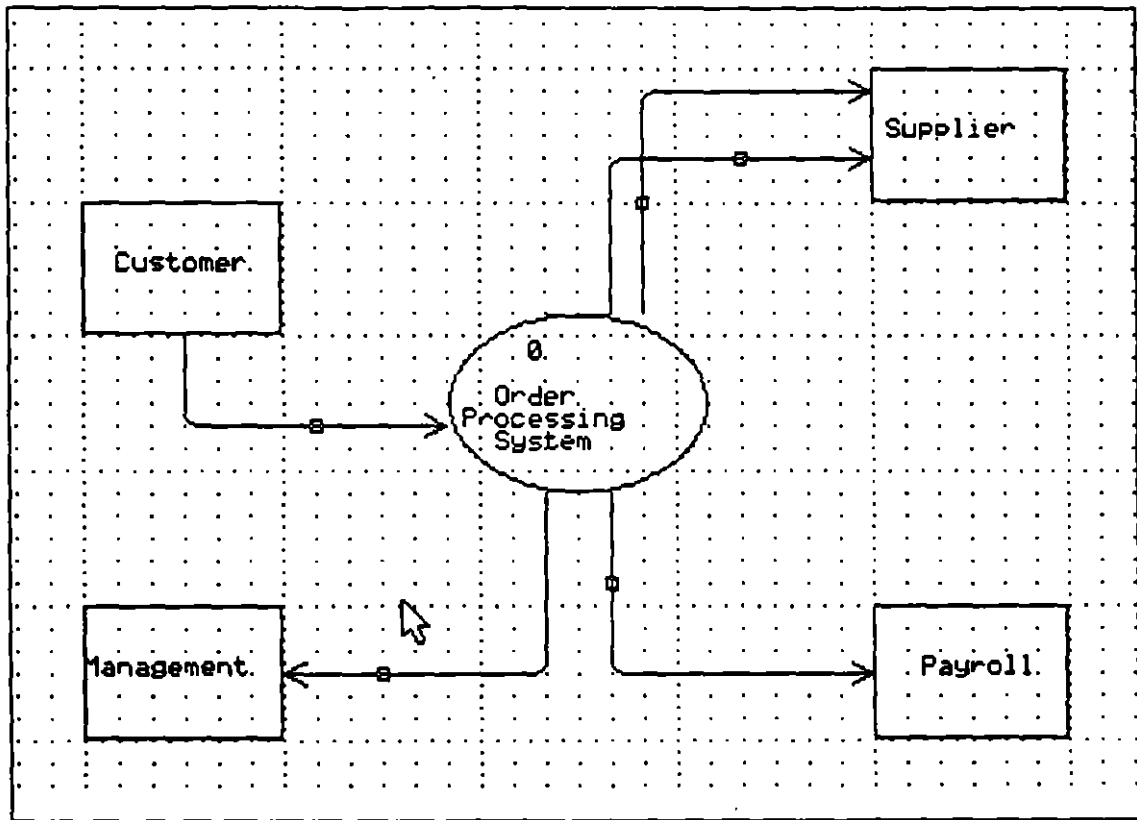 Supplier
Customer
0
Order
Processing
System
Management
Payroll